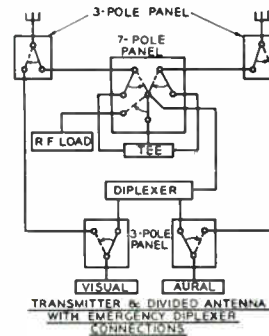 3-POLE PANEL
7-POLE
PANEL
RF LOAD
TEE
DIPLEXER
3-POLE
PANEL
VISUAL
AURAL
TRANSMITTER & DIVIDED ANTENNA
WITH EMERGENCY DIPLEXER
CONNECTIONS